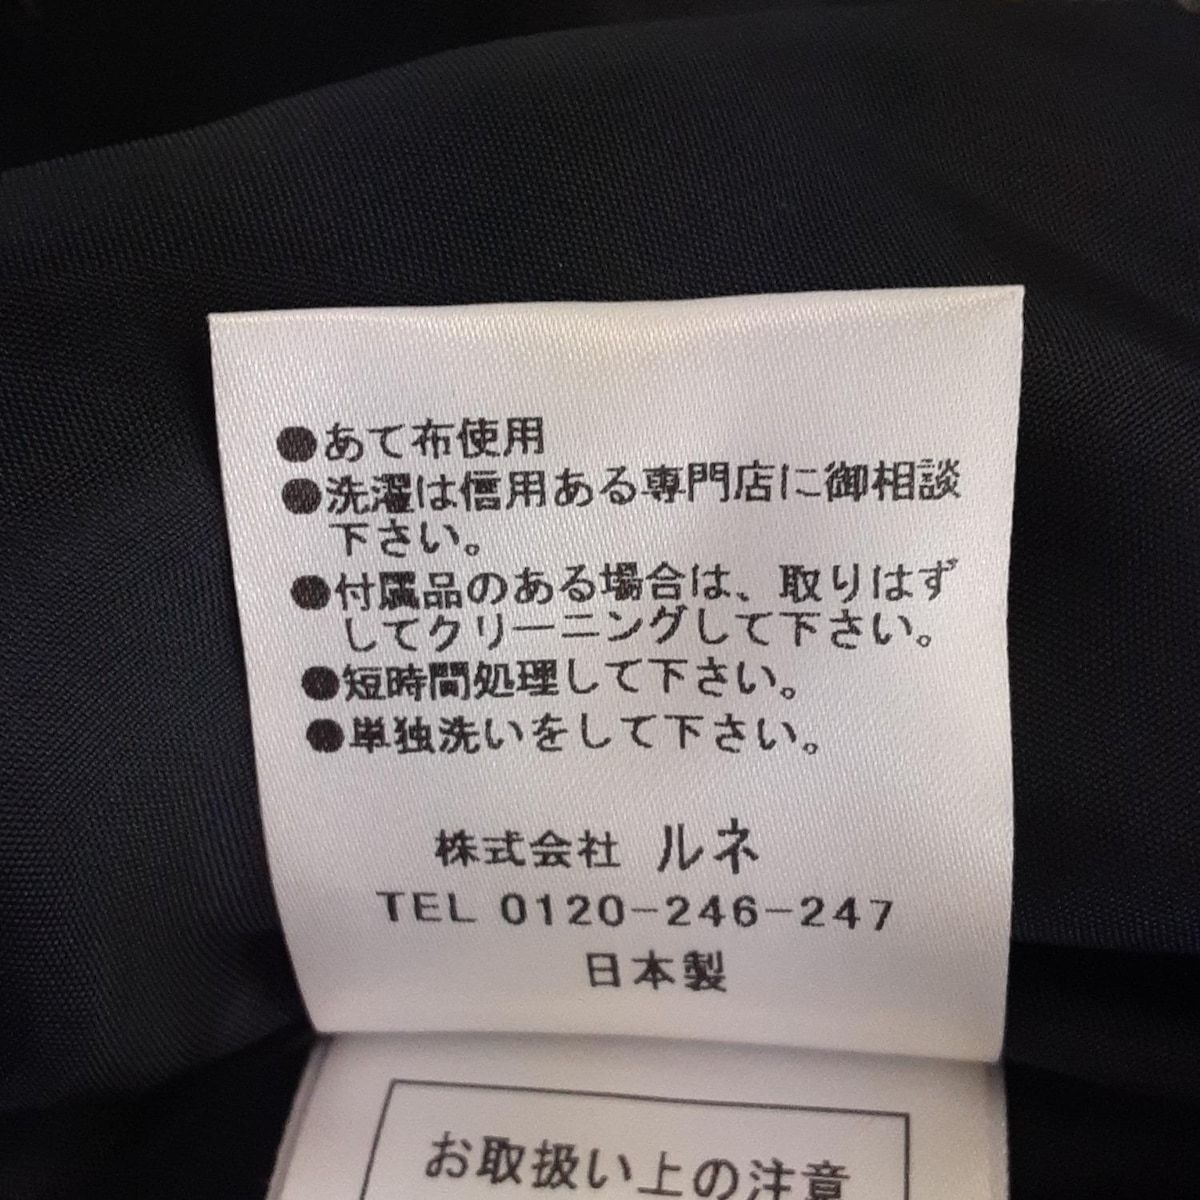 ●あて布使用
●洗濯は信用ある専門店に御相談
下さい。
●付属品のある場合は、取りはず
してクリーニングして下さい。
●短時間処理して下さい。
●単独洗いをして下さい。
株式会社 ルネ
TEL 0120-246-247
日本製
お取扱い上の注意